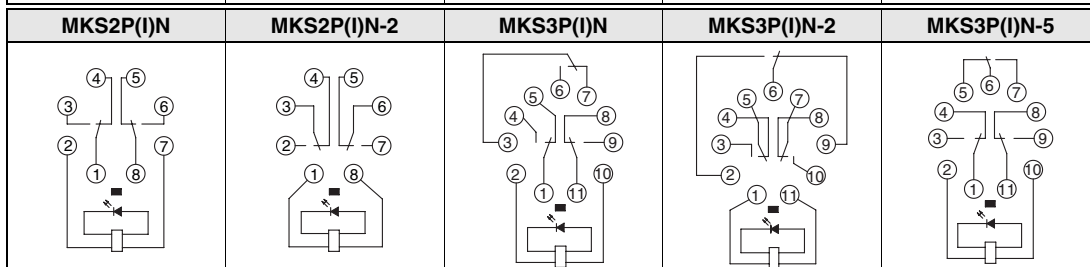 MKS2P(I)N MKS2P(I)N-2 MKS3P(I)N MKS3P(I)N-2 MKS3P(I)N-5
4 5 3 6 2 7 1 8
4 5 3 6 2 7 1 8
6 7 5 4 8 3 9 2 10 1 11
6 5 7 4 8 3 9 2 10 1 11
5 6 7 4 8 3 9 2 10 1 11